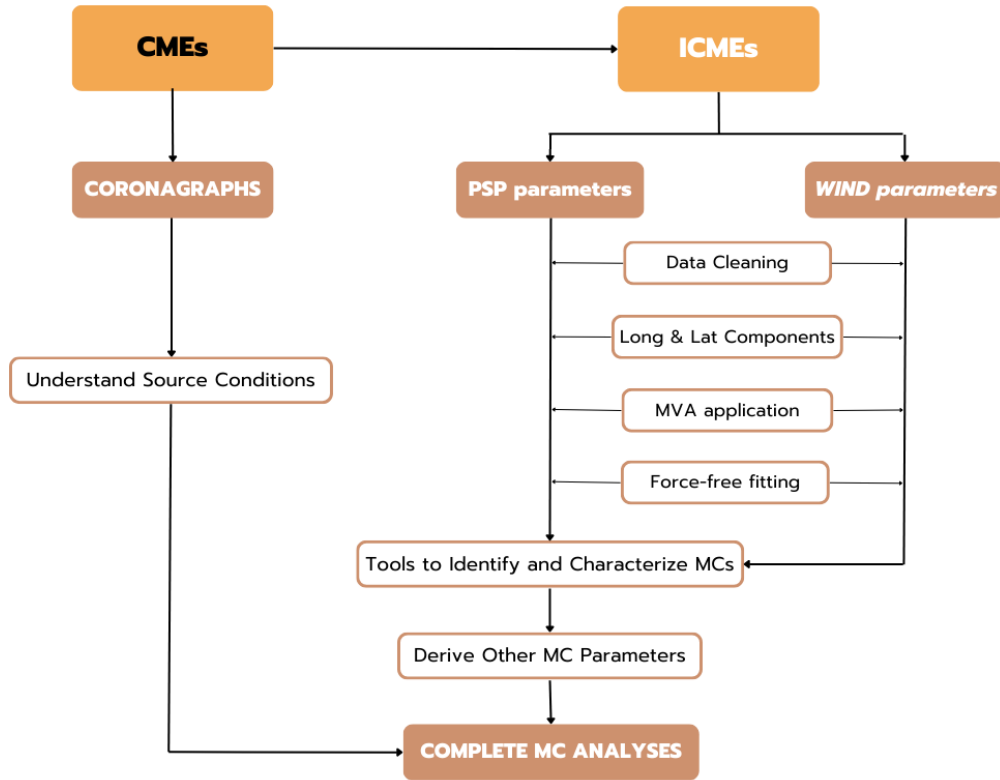 CMEs
ICMEs
CORONAGRAPHS
PSP parameters
WIND parameters
Data Cleaning
Long & Lat Components
Understand Source Conditions
MVA application
Force-free fitting
Tools to Identify and Characterize MCs
Derive Other MC Parameters
COMPLETE MC ANALYSES